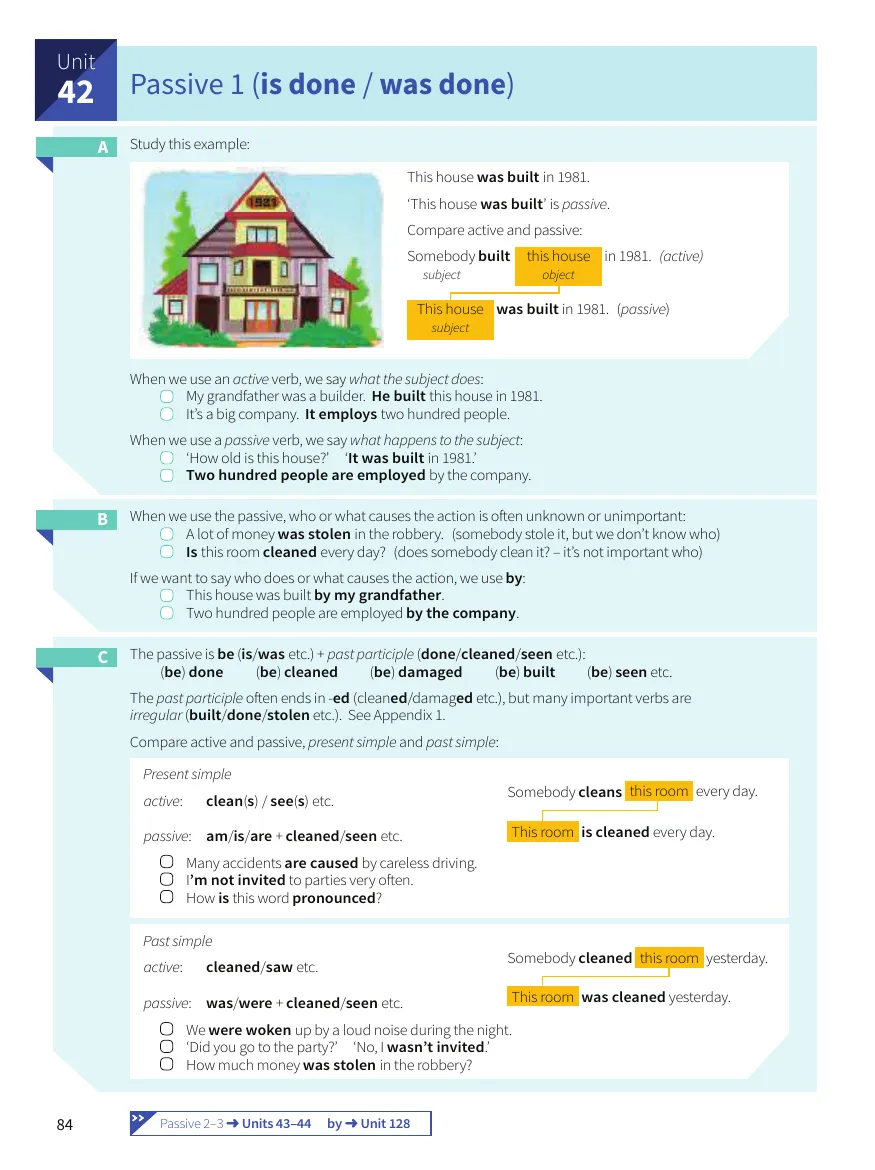 Unit
42
Passive 1 (is done / was done)
A
Study this example:
1921
This house was built in 1981.
‘This house was built’ is passive.
Compare active and passive:
Somebody built this house in 1981. (active)
subject object
This house was built in 1981. (passive)
subject
When we use an active verb, we say what the subject does:
My grandfather was a builder. He built this house in 1981.
It’s a big company. It employs two hundred people.
When we use a passive verb, we say what happens to the subject:
‘How old is this house?’ ‘It was built in 1981.’
Two hundred people are employed by the company.
B
When we use the passive, who or what causes the action is often unknown or unimportant:
A lot of money was stolen in the robbery. (somebody stole it, but we don’t know who)
Is this room cleaned every day? (does somebody clean it? – it’s not important who)
If we want to say who does or what causes the action, we use by:
This house was built by my grandfather.
Two hundred people are employed by the company.
C
The passive is be (is/was etc.) + past participle (done/cleaned/seen etc.):
(be) done (be) cleaned (be) damaged (be) built (be) seen etc.
The past participle often ends in -ed (cleaned/damaged etc.), but many important verbs are
irregular (built/done/stolen etc.). See Appendix 1.
Compare active and passive, present simple and past simple:
Present simple
active: clean(s) / see(s) etc.
Somebody cleans this room every day.
passive: am/is/are + cleaned/seen etc.
This room is cleaned every day.
Many accidents are caused by careless driving.
I’m not invited to parties very often.
How is this word pronounced?
Past simple
active: cleaned/saw etc.
Somebody cleaned this room yesterday.
passive: was/were + cleaned/seen etc.
This room was cleaned yesterday.
We were woken up by a loud noise during the night.
‘Did you go to the party?’ ‘No, I wasn’t invited.’
How much money was stolen in the robbery?
84
Passive 2–3 ➜ Units 43–44 by ➜ Unit 128